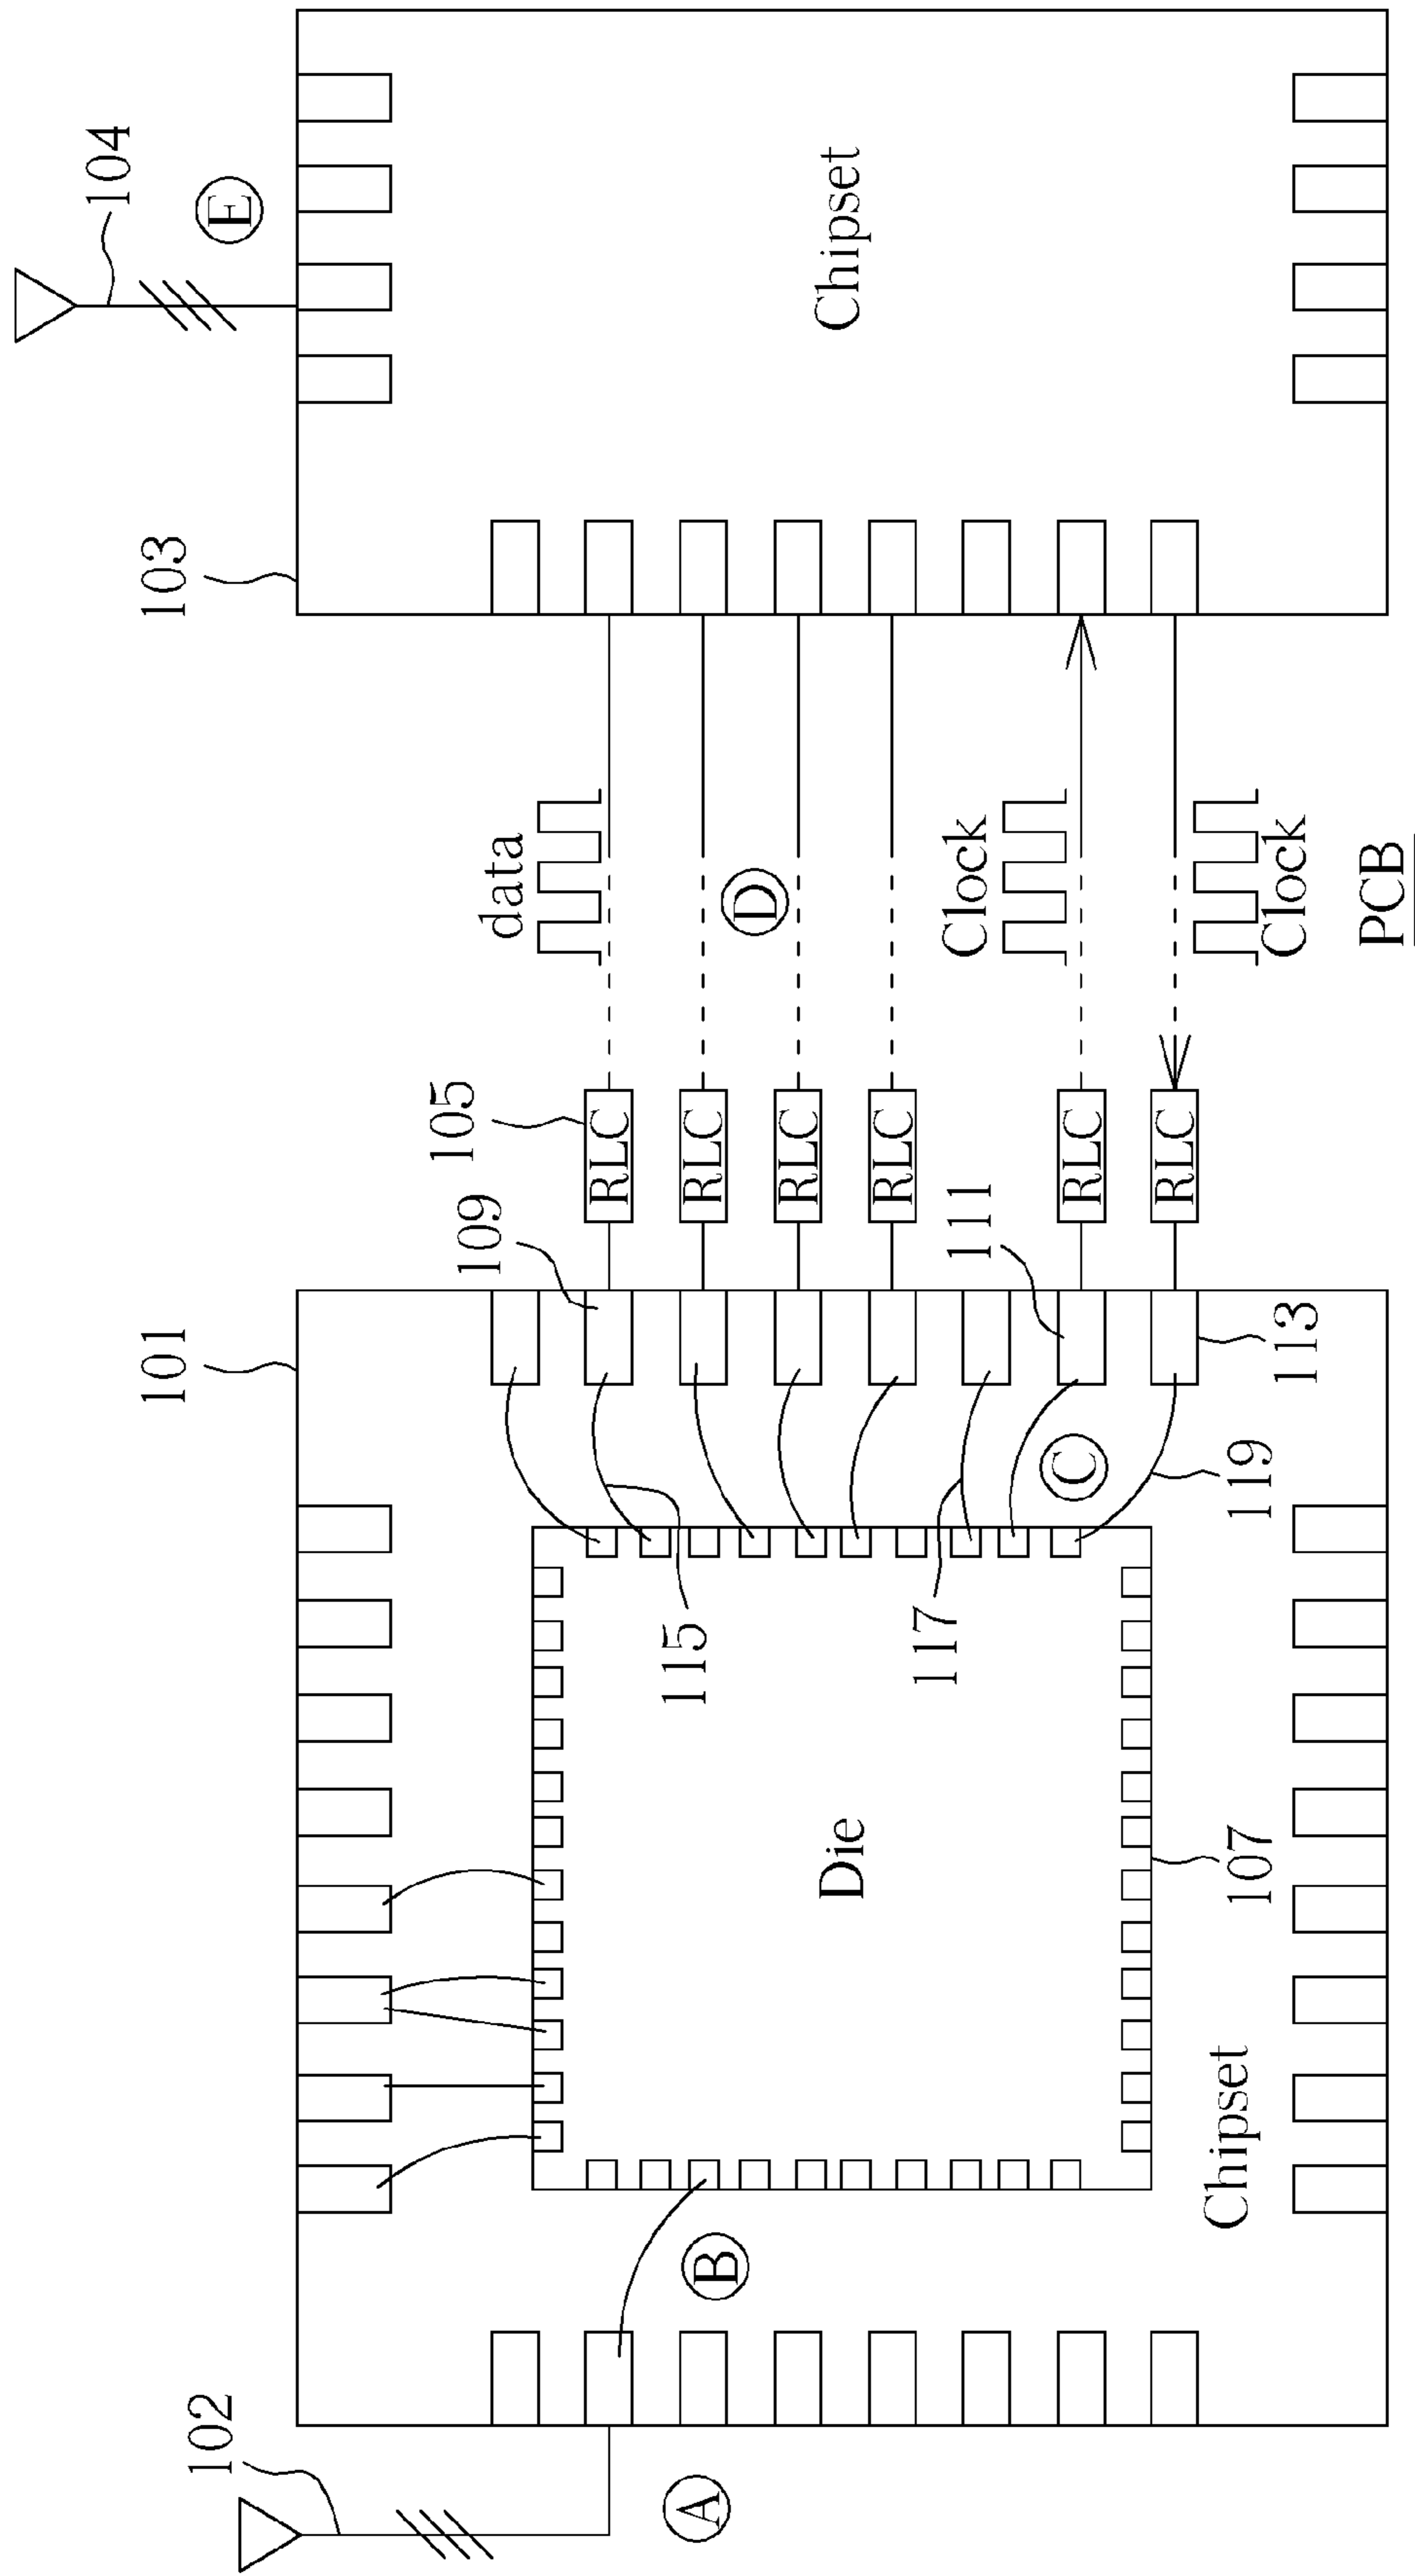 102
A
B
101
Die
107
Chipset
115
117
C
119
109
111
113
105
RLC
RLC
RLC
RLC
RLC
RLC
data
D
Clock
Clock
PCB
103
104
E
Chipset